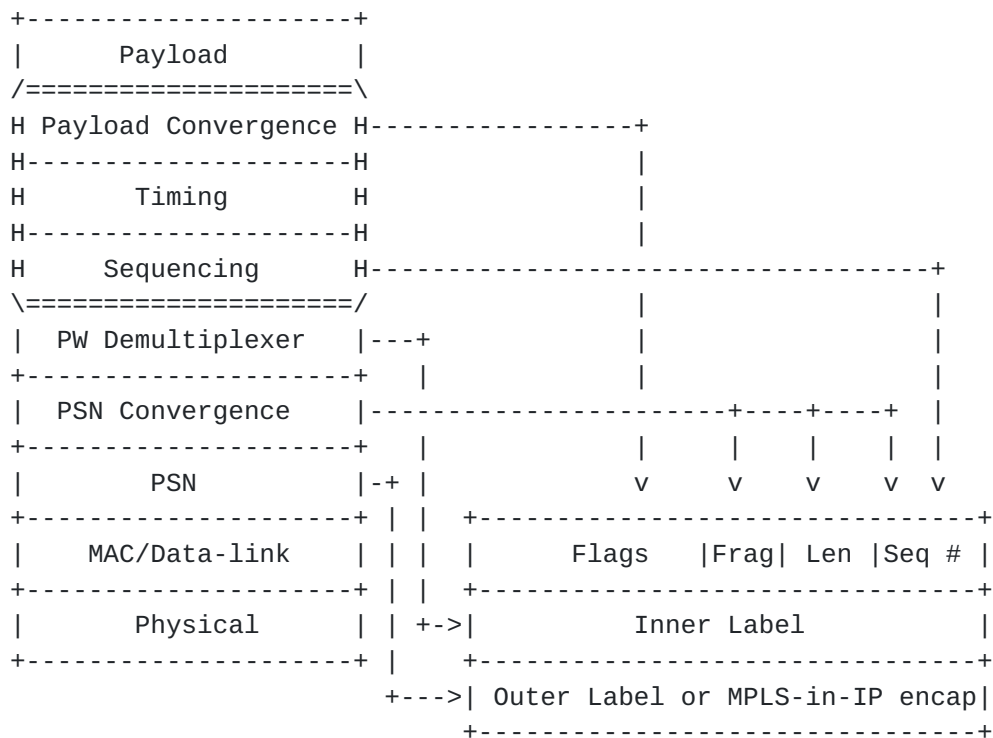 +---------------------+
|       Payload       |
/=====================\
H Payload Convergence H-----------------+
H---------------------H                 |
H       Timing        H                 |
H---------------------H                 |
H     Sequencing      H------------------------------------+
\=====================/                 |                  |
|  PW Demultiplexer   |---+             |                  |
+---------------------+   |             |                  |
|  PSN Convergence    |-----------------------+----+----+  |
+---------------------+   |             |     |    |    |  |
|        PSN          |-+ |             v     v    v    v  v
+---------------------+ | |  +--------------------------------+
|    MAC/Data-link    | | |  |      Flags   |Frag| Len |Seq # |
+---------------------+ | |  +--------------------------------+
|       Physical      | | +->|          Inner Label           |
+---------------------+ |    +--------------------------------+
                        +--->| Outer Label or MPLS-in-IP encap|
                             +--------------------------------+